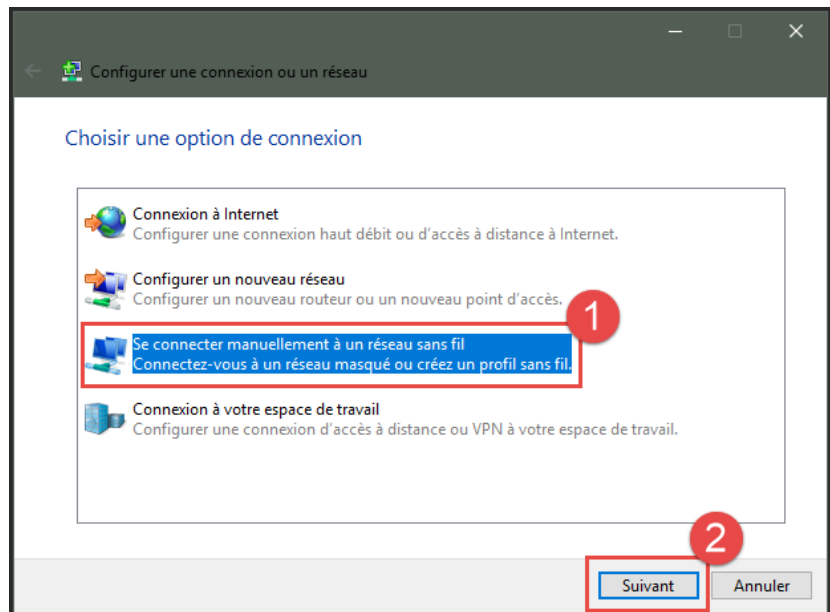 Configurer une connexion ou un réseau
Choisir une option de connexion
Connexion à Internet
Configurer une connexion haut débit ou d'accès à distance à Internet.
Configurer un nouveau réseau
Configurer un nouveau routeur ou un nouveau point d'accès.
1
Se connecter manuellement à un réseau sans fil
Connectez-vous à un réseau masqué ou créez un profil sans fil.
Connexion à votre espace de travail
Configurer une connexion d'accès à distance ou VPN à votre espace de travail.
2
Suivant
Annuler